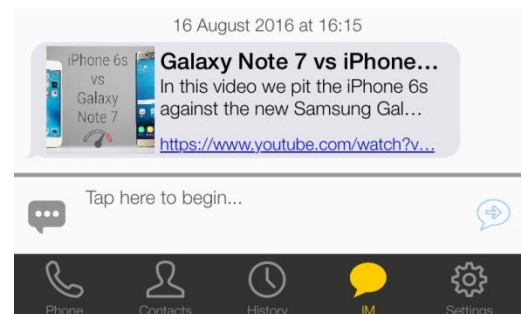 16 August 2016 at 16:15
iPhone 6s
vs
Galaxy
Note 7
Galaxy Note 7 vs iPhone...
In this video we pit the iPhone 6s
against the new Samsung Gal...
https://www.youtube.com/watch?v...
Tap here to begin...
Phone
Contacts
History
IM
Settings